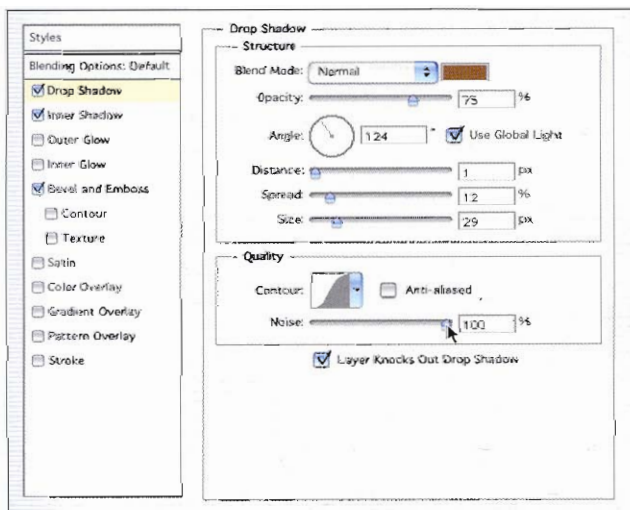 Styles
Blending Options: Default
Drop Shadow
Inner Shadow
Outer Glow
Inner Glow
Bevel and Emboss
Contour
Texture
Satin
Color Overlay
Gradient Overlay
Pattern Overlay
Stroke
Drop Shadow
Structure
Blend Mode: Normal
Opacity: 75 %
Angle: 124 ° Use Global Light
Distance: 1 px
Spread: 12 %
Size: 29 px
Quality
Contour: Anti-aliased
Noise: 100 %
Layer Knocks Out Drop Shadow